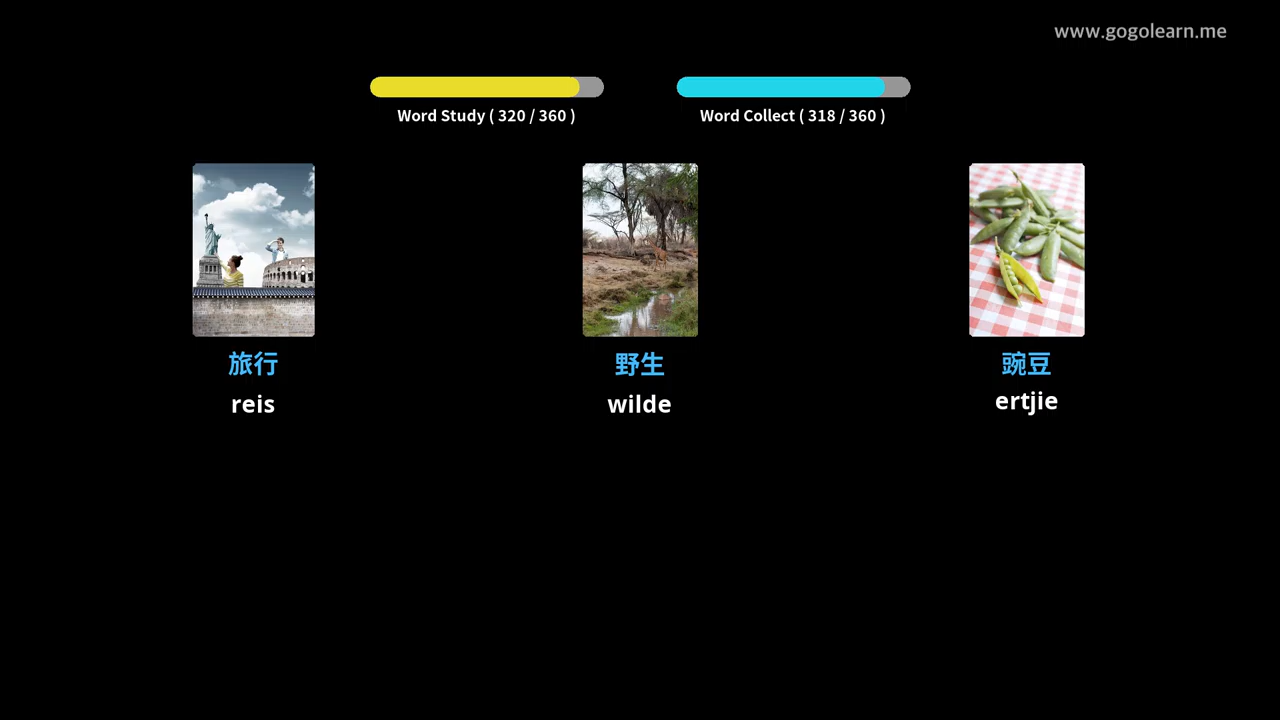 www.gogolearn.me
Word Study ( 320 / 360 )
Word Collect ( 318 / 360 )
旅行
野生
豌豆
reis
wilde
ertjie